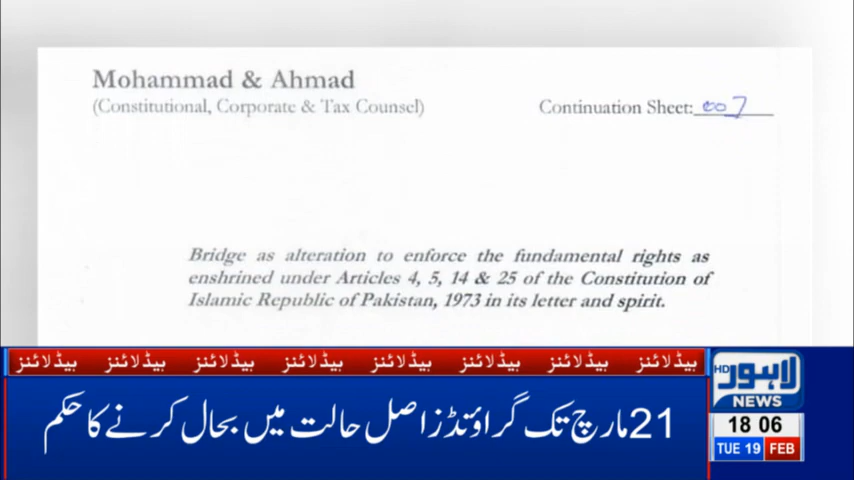 Mohammad & Ahmad
(Constitutional, Corporate & Tax Counsel)
Continuation Sheet: 007
Bridge as alteration to enforce the fundamental rights as
enshrined under Articles 4, 5, 14 & 25 of the Constitution of
Islamic Republic of Pakistan, 1973 in its letter and spirit.
ہیڈلائنز ہیڈلائنز ہیڈلائنز ہیڈلائنز ہیڈلائنز ہیڈلائنز ہیڈلائنز ہیڈلائنز
21 مارچ تک گراؤنڈز اصل حالت میں بحال کرنے کا حکم
لاہور HD
NEWS
18 06
TUE 19 FEB